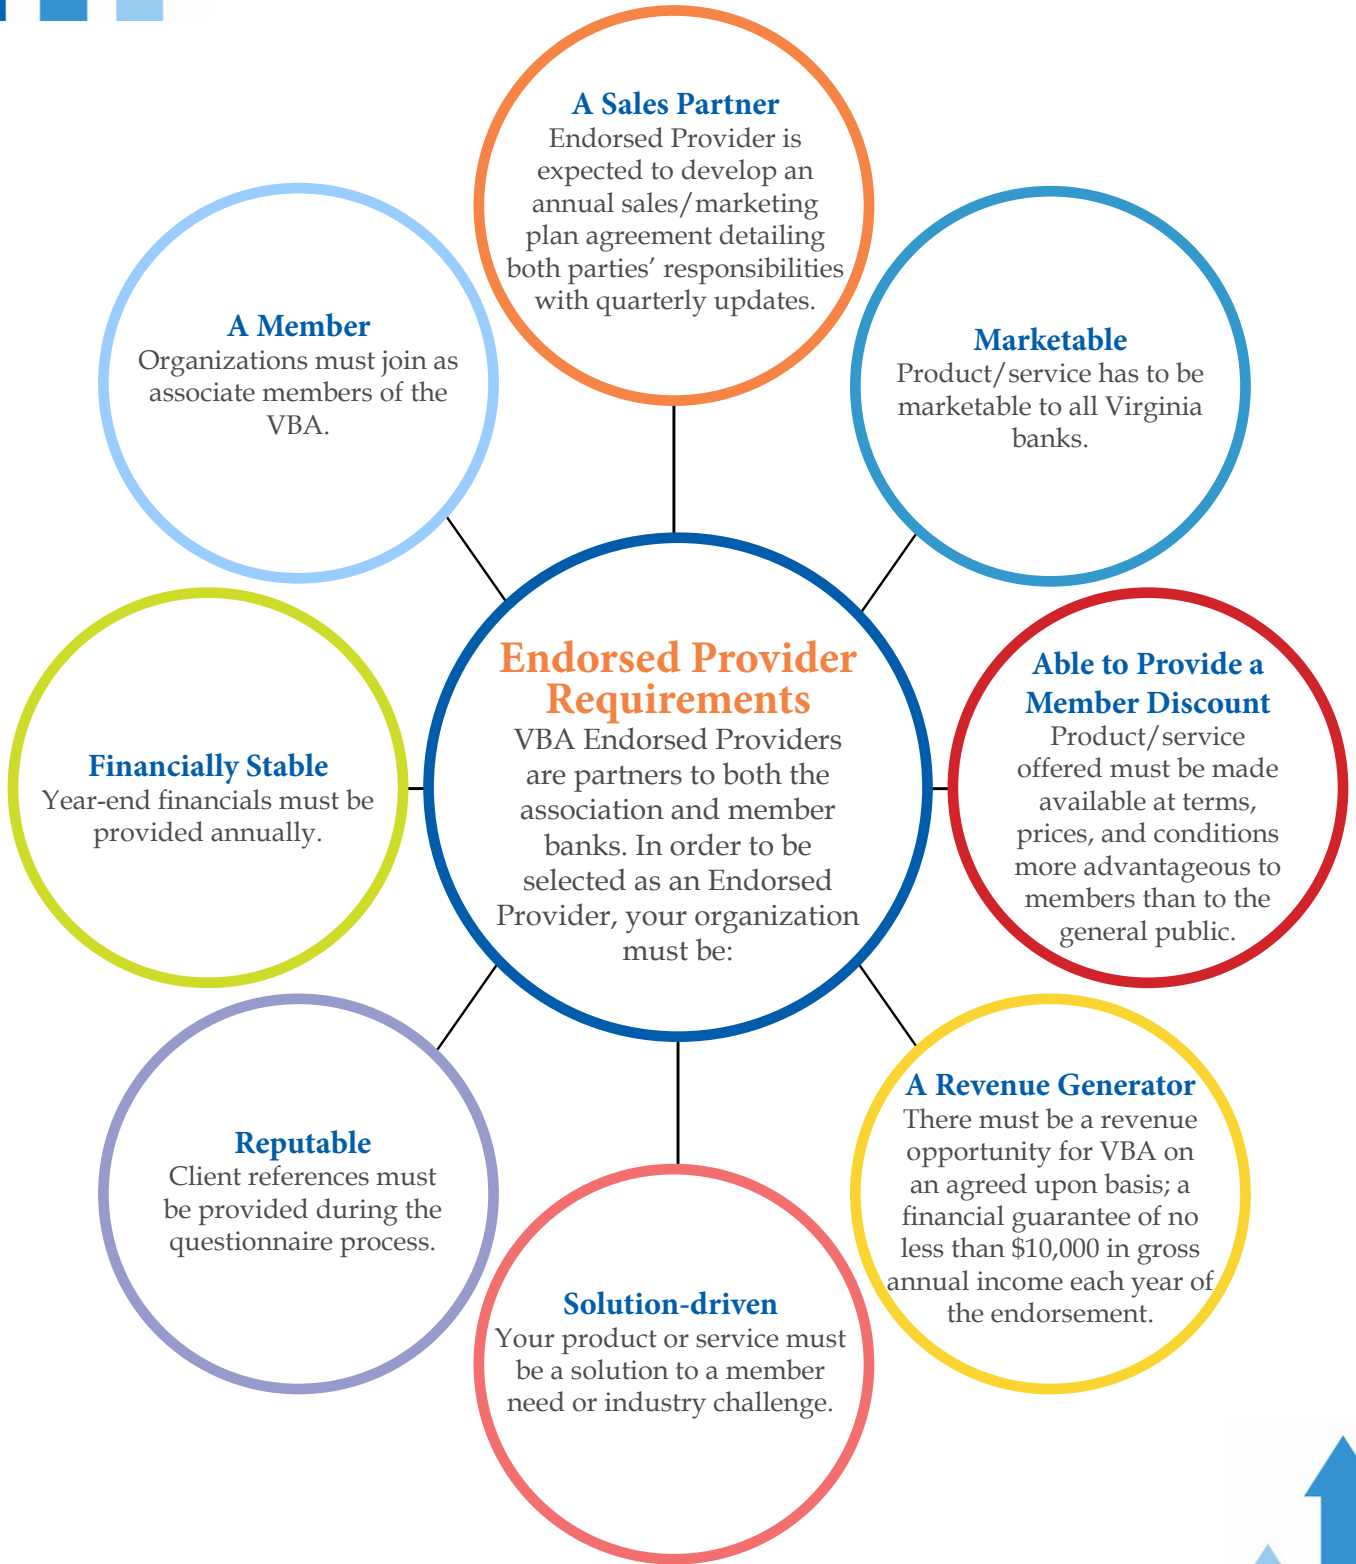 A Sales Partner
Endorsed Provider is
expected to develop an
annual sales/marketing
plan agreement detailing
both parties’ responsibilities
with quarterly updates.
A Member
Organizations must join as
associate members of the
VBA.
Marketable
Product/service has to be
marketable to all Virginia
banks.
Endorsed Provider
Requirements
VBA Endorsed Providers
are partners to both the
association and member
banks. In order to be
selected as an Endorsed
Provider, your organization
must be:
Able to Provide a
Member Discount
Product/service
offered must be made
available at terms,
prices, and conditions
more advantageous to
members than to the
general public.
Financially Stable
Year-end financials must be
provided annually.
A Revenue Generator
There must be a revenue
opportunity for VBA on
an agreed upon basis; a
financial guarantee of no
less than $10,000 in gross
annual income each year of
the endorsement.
Reputable
Client references must
be provided during the
questionnaire process.
Solution-driven
Your product or service must
be a solution to a member
need or industry challenge.